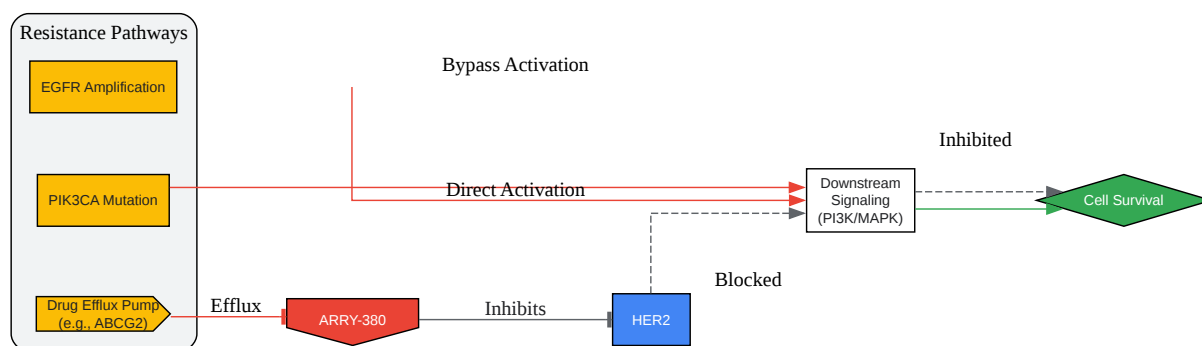 Resistance Pathways
EGFR Amplification
Bypass Activation
PIK3CA Mutation
Direct Activation
Downstream
Signaling
(PI3K/MAPK)
Inhibited
Cell Survival
Drug Efflux Pump
(e.g., ABCG2)
Efflux
ARRY-380
Inhibits
HER2
Blocked